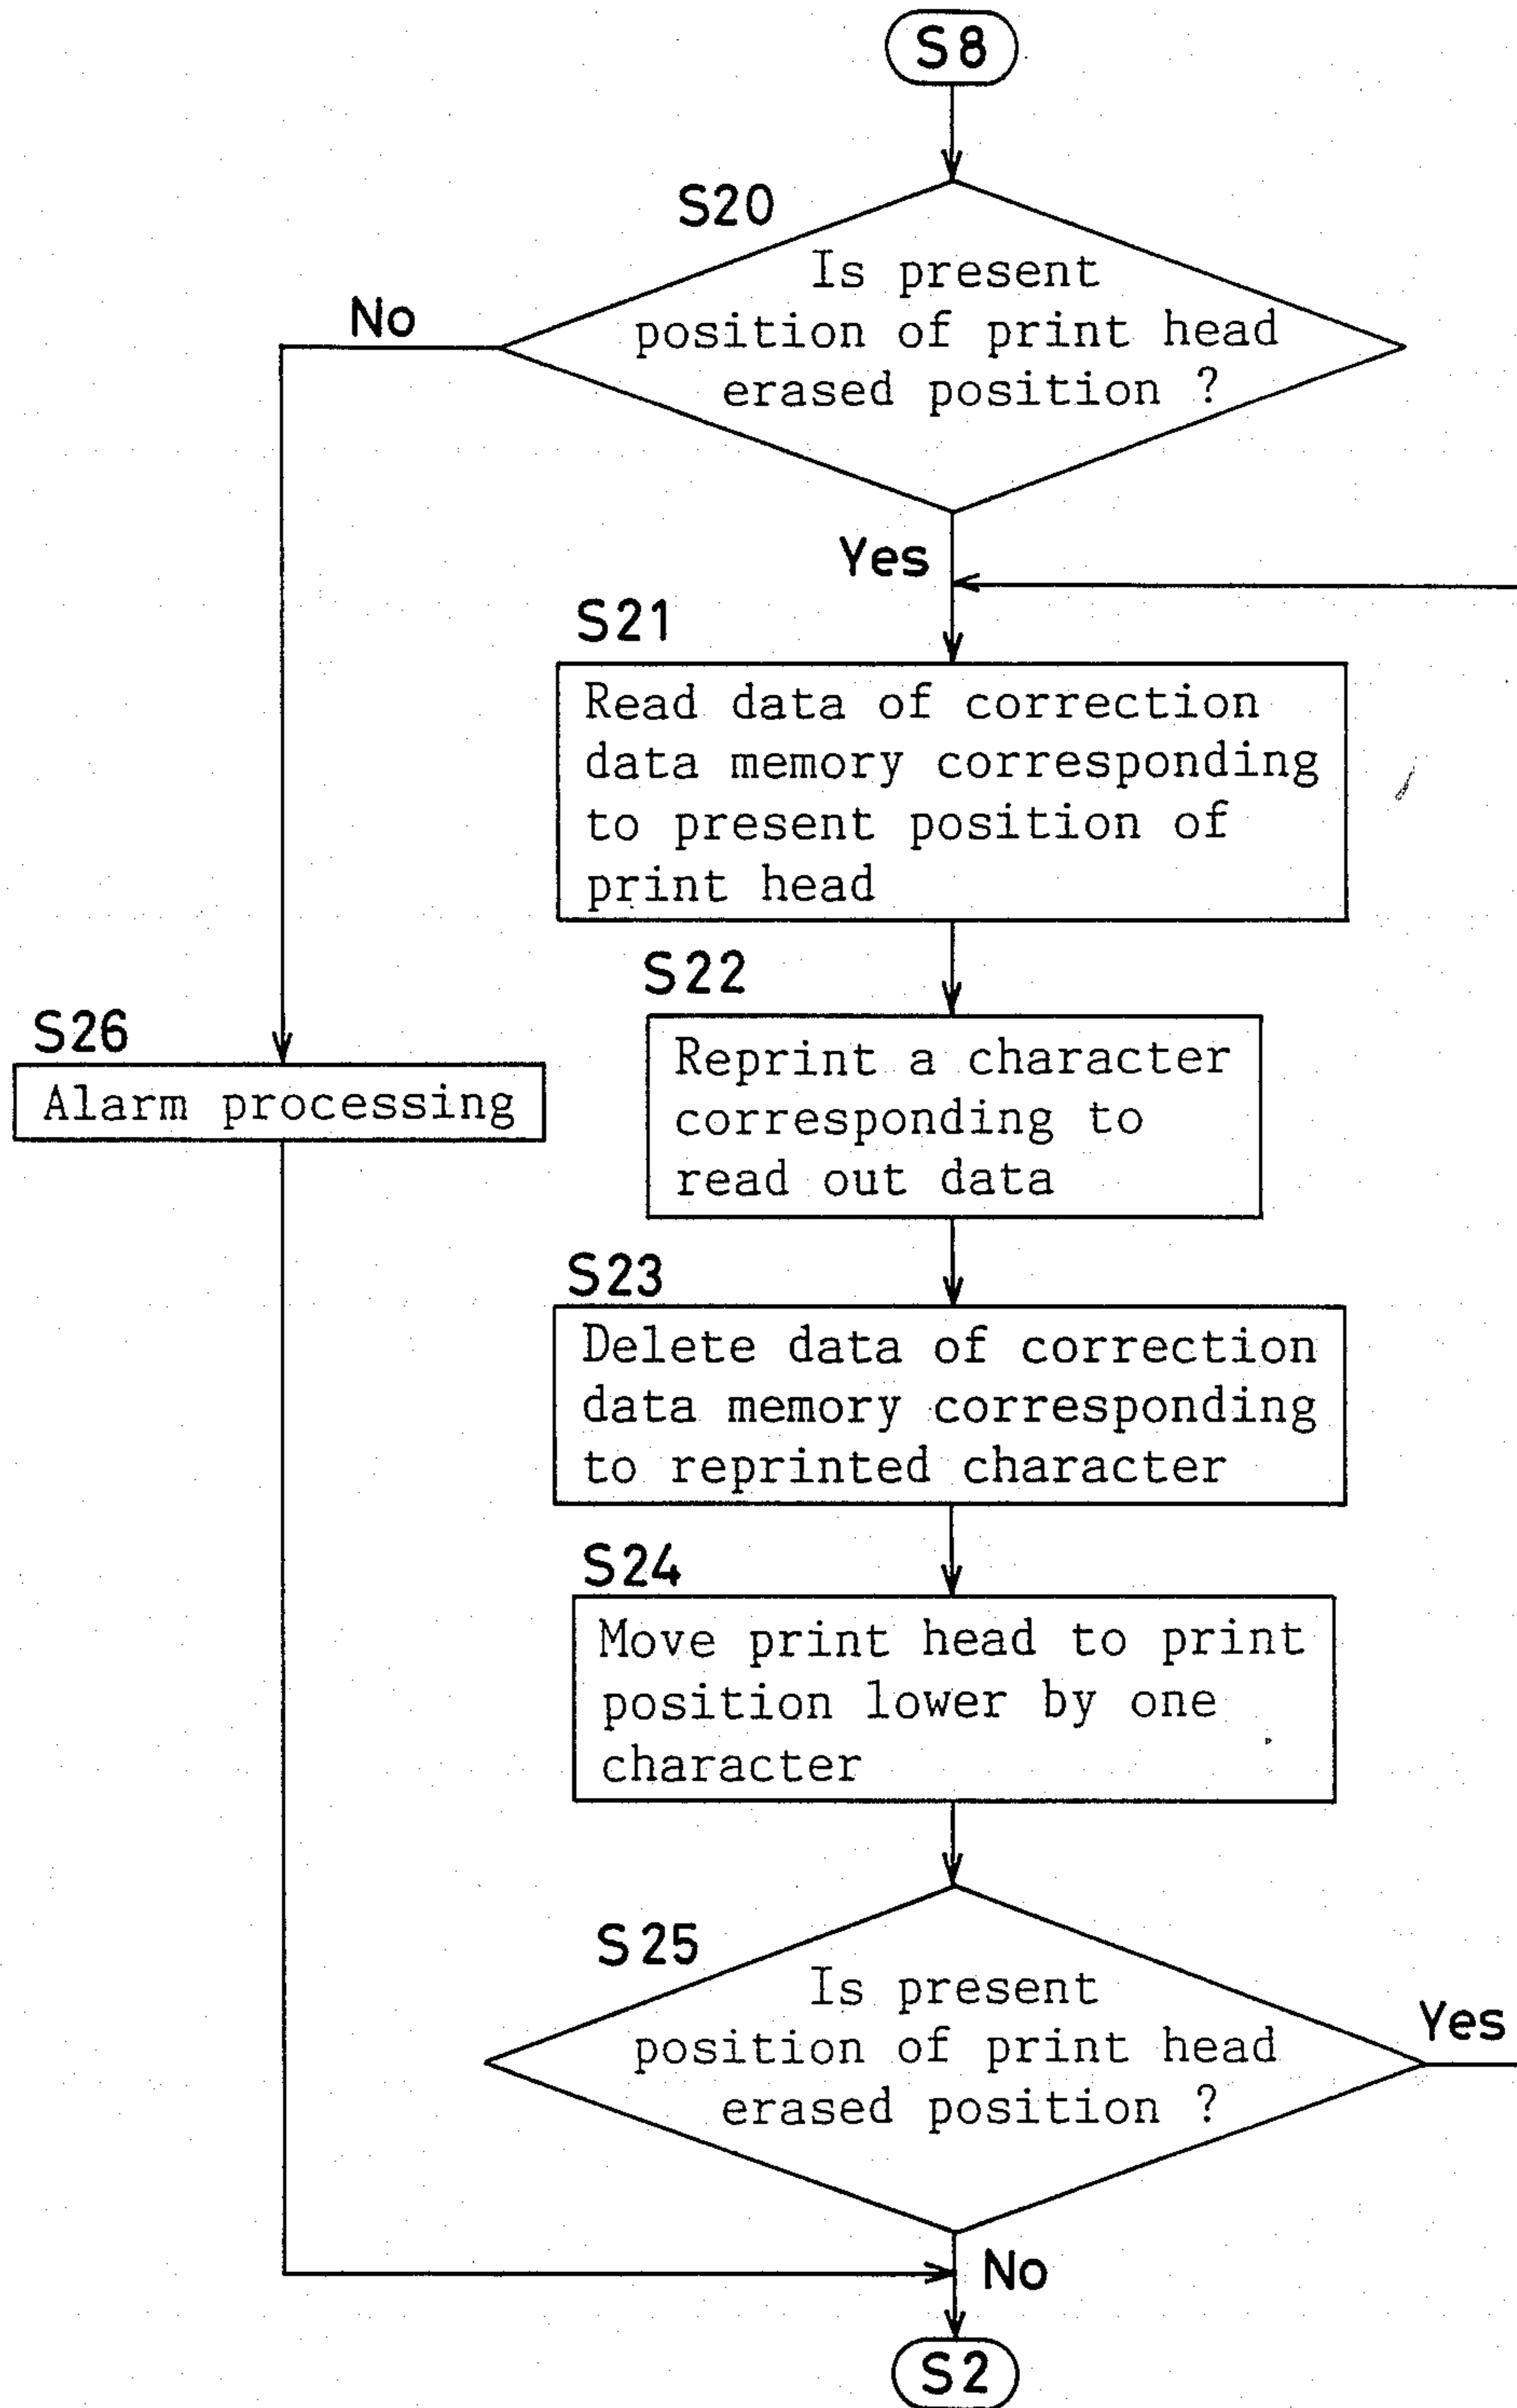 S8
S20
Is present
position of print head
erased position ?
No
Yes
S21
Read data of correction
data memory corresponding
to present position of
print head
S22
Reprint a character
corresponding to
read out data
S26
Alarm processing
S23
Delete data of correction
data memory corresponding
to reprinted character
S24
Move print head to print
position lower by one
character
S25
Is present
position of print head
erased position ?
Yes
No
S2